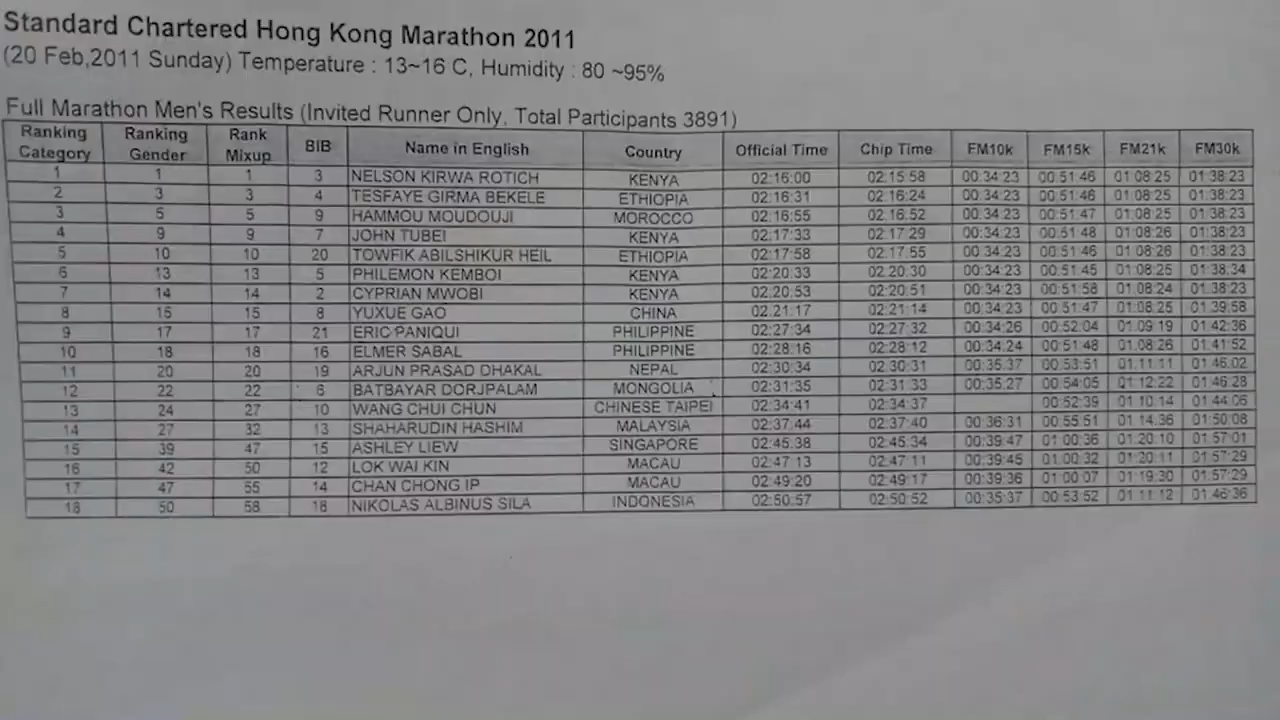 Standard Chartered Hong Kong Marathon 2011
(20 Feb,2011 Sunday) Temperature : 13~16 C, Humidity : 80 ~95%
Full Marathon Men's Results (Invited Runner Only, Total Participants 3891)
Ranking Category Ranking Gender Rank Mixup BIB Name in English Country Official Time Chip Time FM10k FM15k FM21k FM30k
1 1 1 3 NELSON KIRWA ROTICH KENYA 02:16:00 02:15:58 00:34:23 00:51:46 01:08:25 01:38:23
2 3 3 4 TESFAYE GIRMA BEKELE ETHIOPIA 02:16:31 02:16:24 00:34:23 00:51:46 01:08:25 01:38:23
3 5 5 9 HAMMOU MOUDOUJI MOROCCO 02:16:55 02:16:52 00:34:23 00:51:47 01:08:25 01:38:23
4 9 9 7 JOHN TUBEI KENYA 02:17:33 02:17:29 00:34:23 00:51:48 01:08:26 01:38:23
5 10 10 20 TOWFIK ABILSHIKUR HEIL ETHIOPIA 02:17:58 02:17:55 00:34:23 00:51:46 01:08:26 01:38:23
6 13 13 5 PHILEMON KEMBOI KENYA 02:20:33 02:20:30 00:34:23 00:51:45 01:08:25 01:38:34
7 14 14 2 CYPRIAN MWOBI KENYA 02:20:53 02:20:51 00:34:23 00:51:58 01:08:24 01:38:23
8 15 15 8 YUXUE GAO CHINA 02:21:17 02:21:14 00:34:23 00:51:47 01:08:25 01:39:58
9 17 17 21 ERIC PANIQUI PHILIPPINE 02:27:34 02:27:32 00:34:26 00:52:04 01:09:19 01:42:36
10 18 18 16 ELMER SABAL PHILIPPINE 02:28:16 02:28:12 00:34:24 00:51:48 01:08:26 01:41:52
11 20 20 19 ARJUN PRASAD DHAKAL NEPAL 02:30:34 02:30:31 00:35:37 00:53:51 01:11:11 01:45:02
12 22 22 6 BATBAYAR DORJPALAM MONGOLIA 02:31:35 02:31:33 00:35:27 00:54:05 01:12:22 01:46:28
13 24 27 10 WANG CHUI CHUN CHINESE TAIPEI 02:34:41 02:34:37 00:52:39 01:10:14 01:44:06
14 27 32 13 SHAHARUDIN HASHIM MALAYSIA 02:37:44 02:37:40 00:36:31 00:55:51 01:14:36 01:50:08
15 39 47 15 ASHLEY LIEW SINGAPORE 02:45:38 02:45:34 00:39:47 01:00:36 01:20:10 01:57:01
16 42 50 12 LOK WAI KIN MACAU 02:47:13 02:47:11 00:39:45 01:00:32 01:20:11 01:57:29
17 47 55 14 CHAN CHONG IP MACAU 02:49:20 02:49:17 00:39:36 01:00:07 01:19:30 01:57:29
18 50 58 18 NIKOLAS ALBINUS SILA INDONESIA 02:50:57 02:50:52 00:35:37 00:53:52 01:11:12 01:46:36